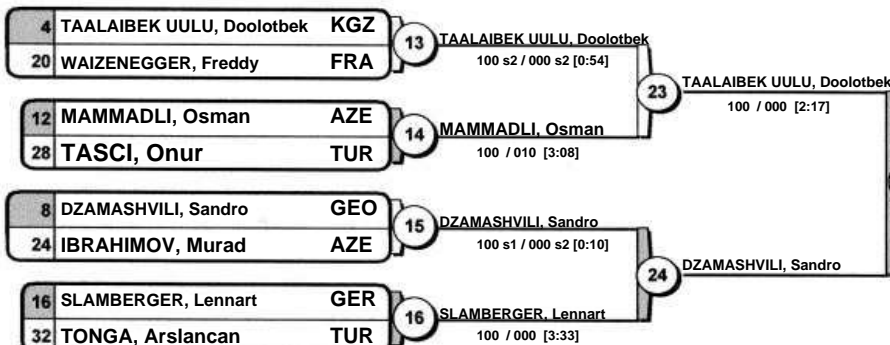 4 TAALAIBEK UULU, Doolotbek KGZ
20 WAIZENEGGER, Freddy FRA
13
TAALAIBEK UULU, Doolotbek
100 s2 / 000 s2 [0:54]
12 MAMMADLI, Osman AZE
28 TASCI, Onur TUR
14
MAMMADLI, Osman
100 / 010 [3:08]
23
TAALAIBEK UULU, Doolotbek
100 / 000 [2:17]
8 DZAMASHVILI, Sandro GEO
24 IBRAHIMOV, Murad AZE
15
DZAMASHVILI, Sandro
100 s1 / 000 s2 [0:10]
16 SLAMBERGER, Lennart GER
32 TONGA, Arslancan TUR
16
SLAMBERGER, Lennart
100 / 000 [3:33]
24
DZAMASHVILI, Sandro